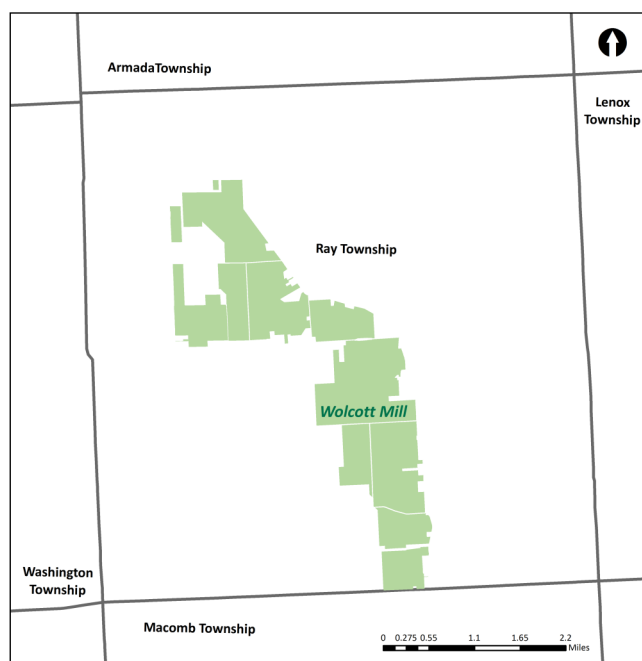 ArmadaTownship
Lenox
Township
Ray Township
Wolcott Mill
Washington
Township
Macomb Township
0 0.275 0.55 1.1 1.65 2.2
Miles